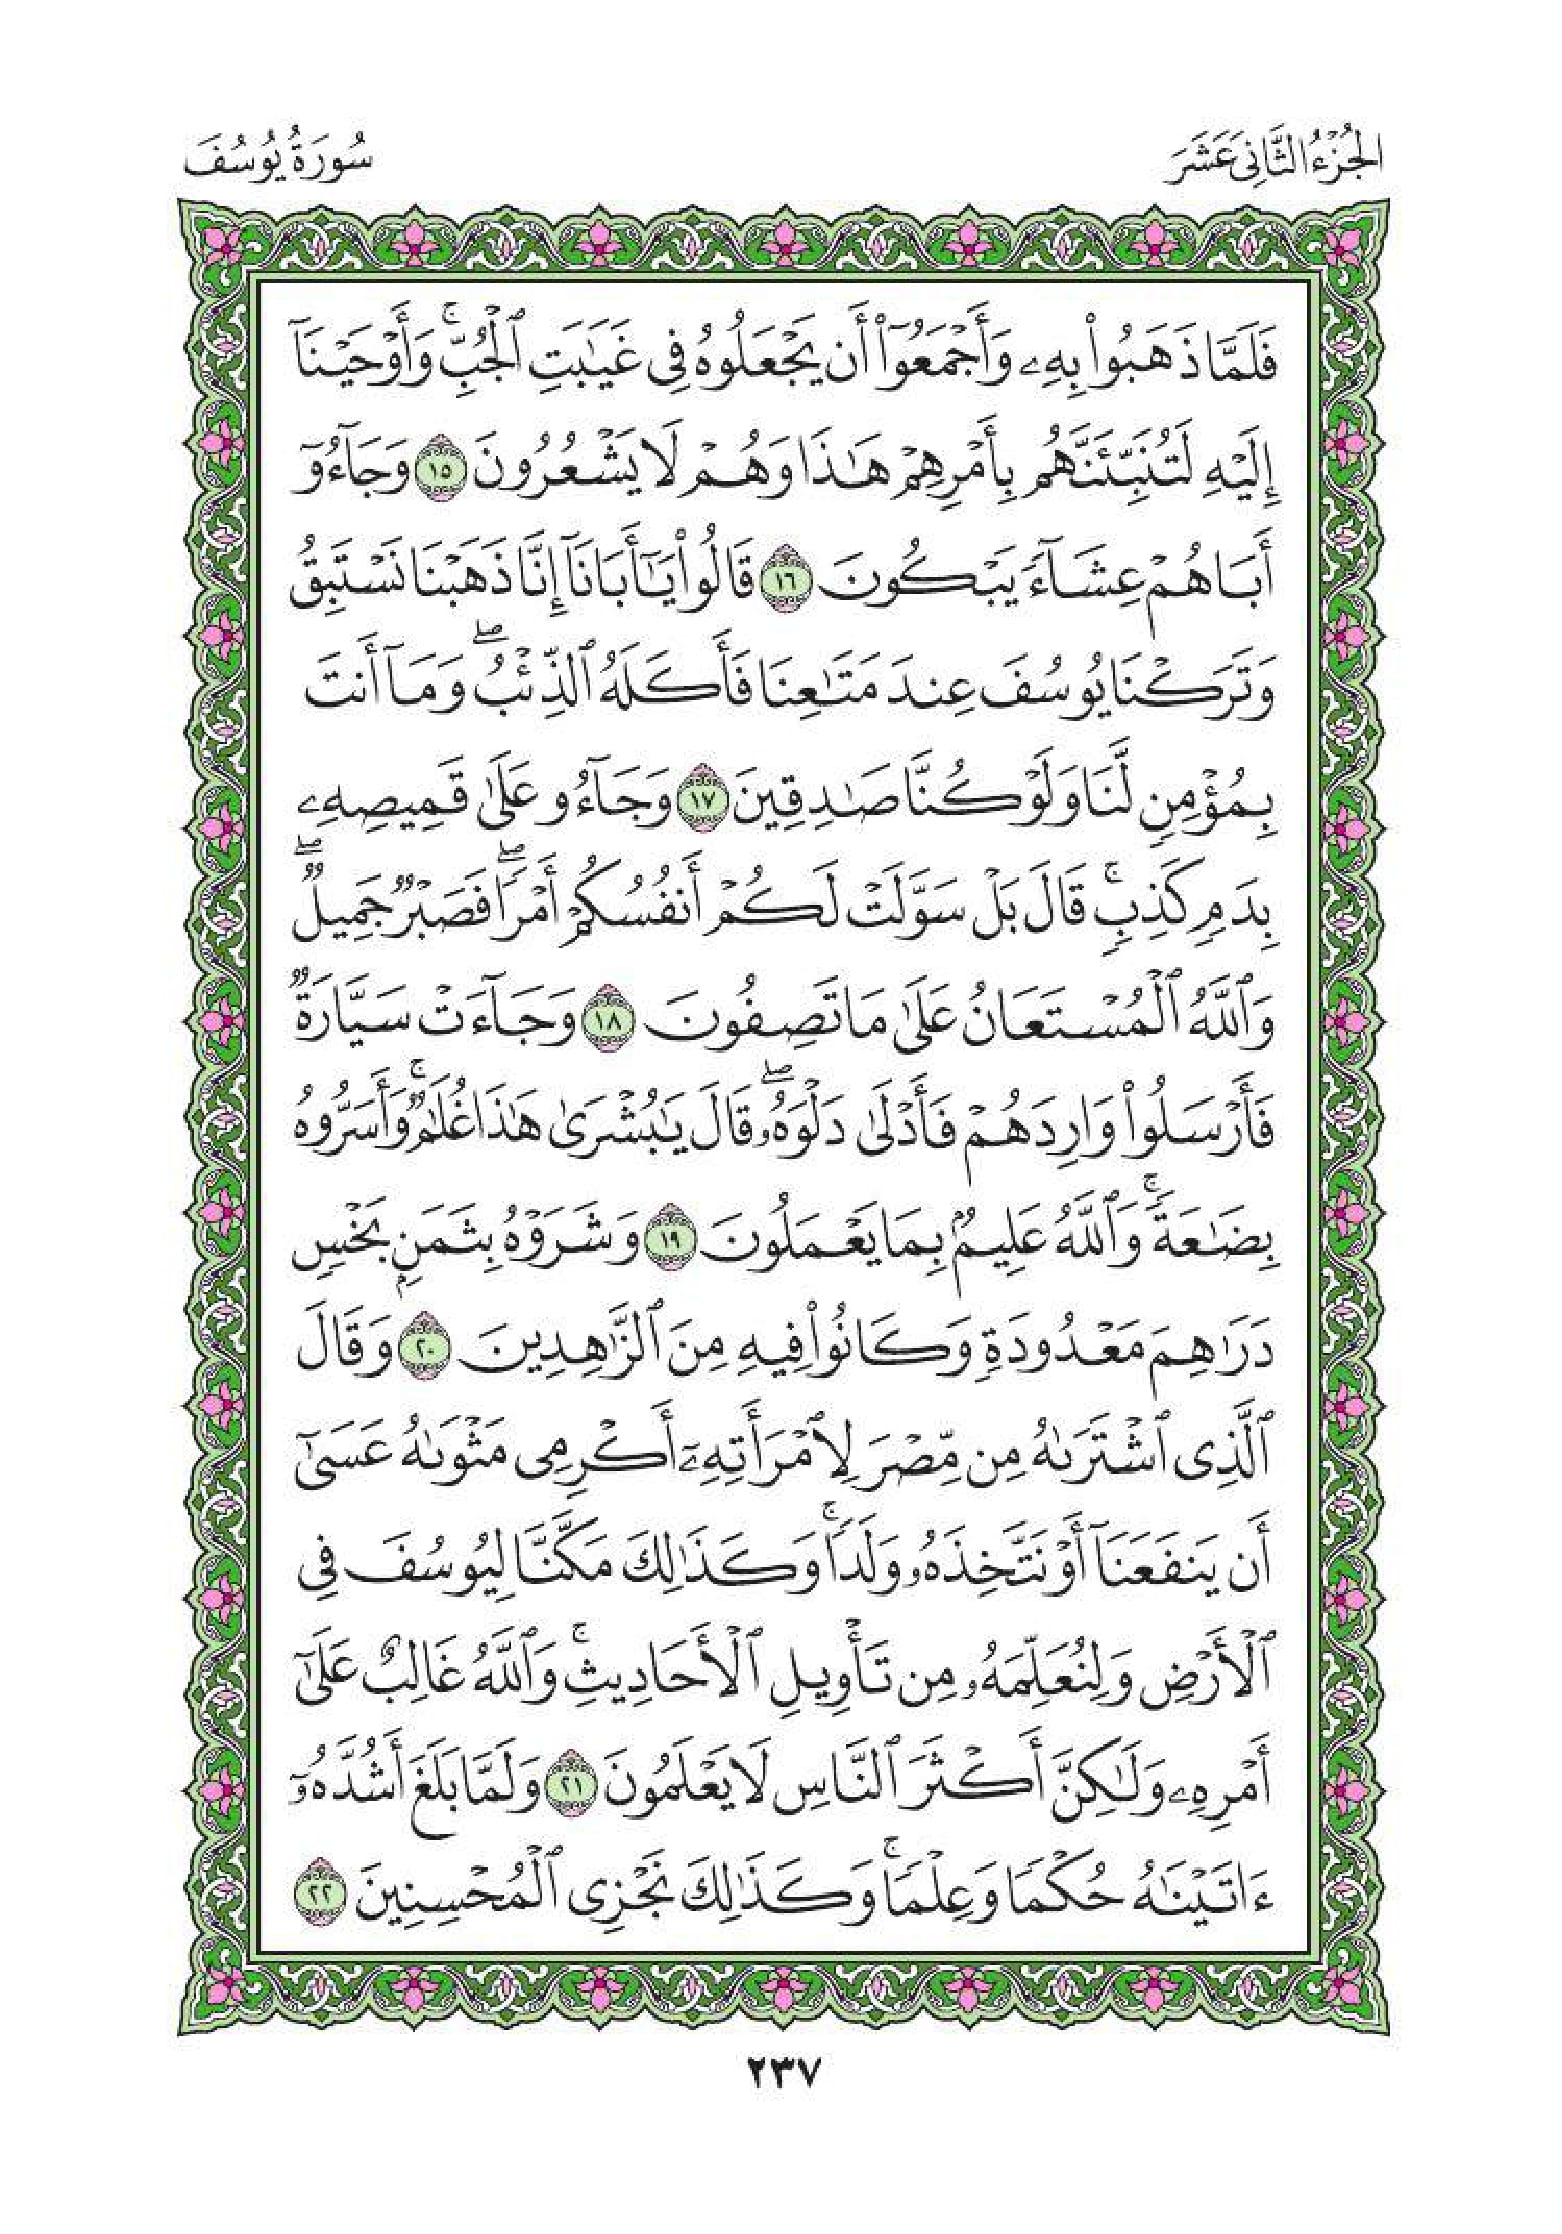 الجُزْءُ الثَّانِي عَشَرَ
سُورَةُ يُوسُفَ
فَلَمَّا ذَهَبُواْ بِهِۦ وَأَجۡمَعُوٓاْ أَن يَجۡعَلُوهُ فِي غَيَٰبَتِ ٱلۡجُبِّۚ وَأَوۡحَيۡنَآ
إِلَيۡهِ لَتُنَبِّئَنَّهُم بِأَمۡرِهِمۡ هَٰذَا وَهُمۡ لَا يَشۡعُرُونَ ١٥ وَجَآءُوٓ
أَبَاهُمۡ عِشَآءٗ يَبۡكُونَ ١٦ قَالُواْ يَٰٓأَبَانَآ إِنَّا ذَهَبۡنَا نَسۡتَبِقُ
وَتَرَكۡنَا يُوسُفَ عِندَ مَتَٰعِنَا فَأَكَلَهُ ٱلذِّئۡبُۖ وَمَآ أَنتَ
بِمُؤۡمِنٖ لَّنَا وَلَوۡ كُنَّا صَٰدِقِينَ ١٧ وَجَآءُو عَلَىٰ قَمِيصِهِۦ
بِدَمٖ كَذِبٖۚ قَالَ بَلۡ سَوَّلَتۡ لَكُمۡ أَنفُسُكُمۡ أَمۡرٗاۖ فَصَبۡرٞ جَمِيلٞۖ
وَٱللَّهُ ٱلۡمُسۡتَعَانُ عَلَىٰ مَا تَصِفُونَ ١٨ وَجَآءَتۡ سَيَّارَةٞ
فَأَرۡسَلُواْ وَارِدَهُمۡ فَأَدۡلَىٰ دَلۡوَهُۥۖ قَالَ يَٰبُشۡرَىٰ هَٰذَا غُلَٰمٞۚ وَأَسَرُّوهُ
بِضَٰعَةٗۚ وَٱللَّهُ عَلِيمُۢ بِمَا يَعۡمَلُونَ ١٩ وَشَرَوۡهُ بِثَمَنِۭ بَخۡسٖ
دَرَٰهِمَ مَعۡدُودَةٖ وَكَانُواْ فِيهِ مِنَ ٱلزَّٰهِدِينَ ٢٠ وَقَالَ
ٱلَّذِي ٱشۡتَرَىٰهُ مِن مِّصۡرَ لِٱمۡرَأَتِهِۦٓ أَكۡرِمِي مَثۡوَىٰهُ عَسَىٰٓ
أَن يَنفَعَنَآ أَوۡ نَتَّخِذَهُۥ وَلَدٗاۚ وَكَذَٰلِكَ مَكَّنَّا لِيُوسُفَ فِي
ٱلۡأَرۡضِ وَلِنُعَلِّمَهُۥ مِن تَأۡوِيلِ ٱلۡأَحَادِيثِۚ وَٱللَّهُ غَالِبٌ عَلَىٰٓ
أَمۡرِهِۦ وَلَٰكِنَّ أَكۡثَرَ ٱلنَّاسِ لَا يَعۡلَمُونَ ٢١ وَلَمَّا بَلَغَ أَشُدَّهُۥٓ
ءَاتَيۡنَٰهُ حُكۡمٗا وَعِلۡمٗاۚ وَكَذَٰلِكَ نَجۡزِي ٱلۡمُحۡسِنِينَ ٢٢
٢٣٧